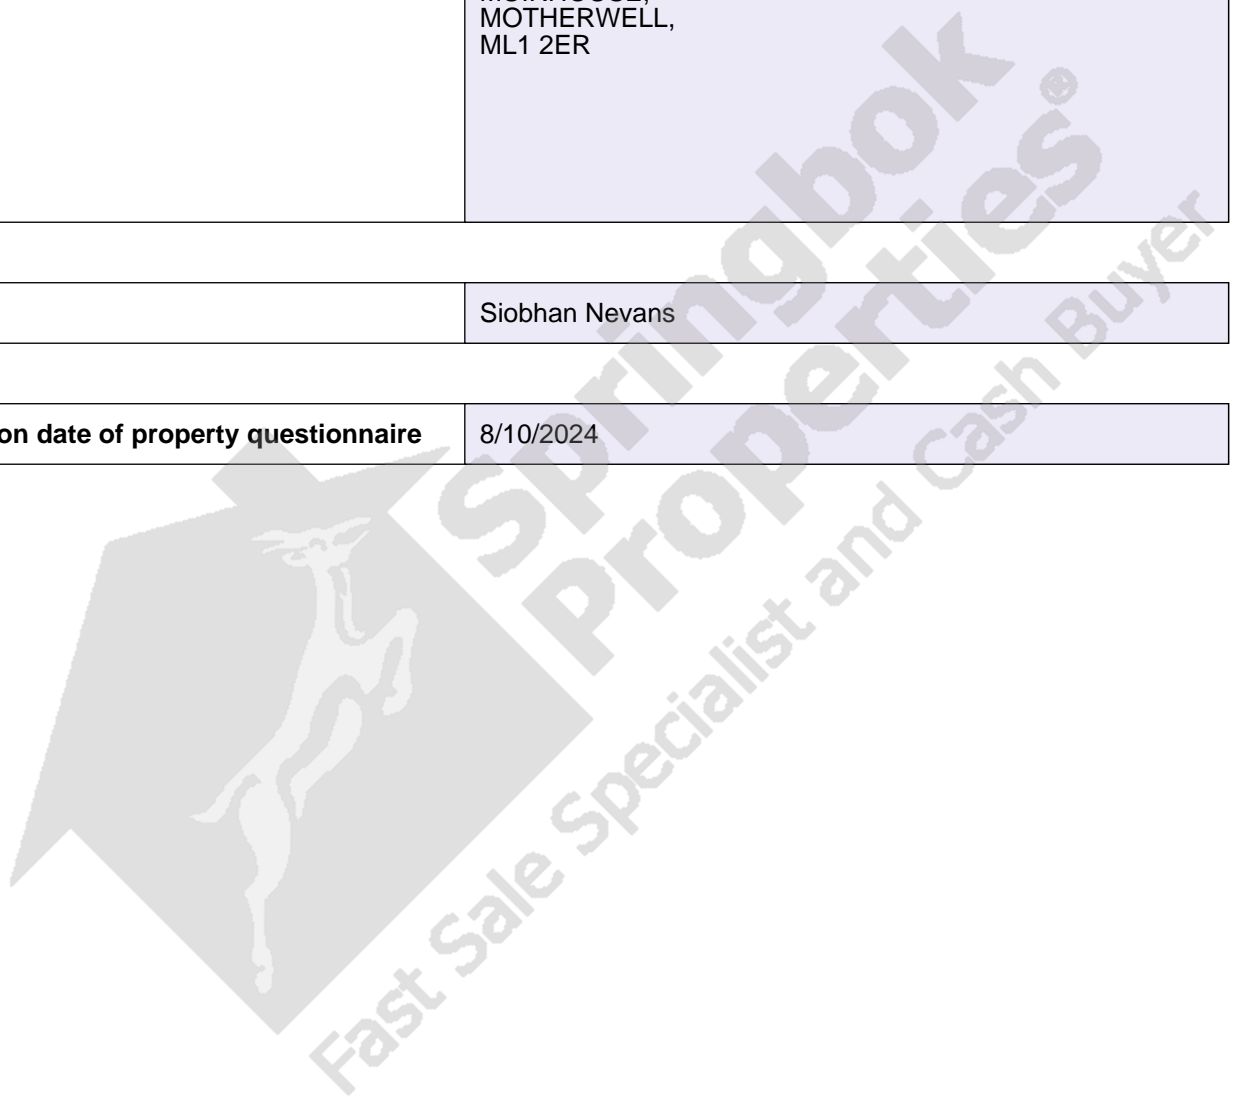 MUIRHOUSE,
MOTHERWELL,
ML1 2ER
Siobhan Nevans
on date of property questionnaire
8/10/2024
Springbok
Properties®
Fast Sale Specialist and Cash Buyer